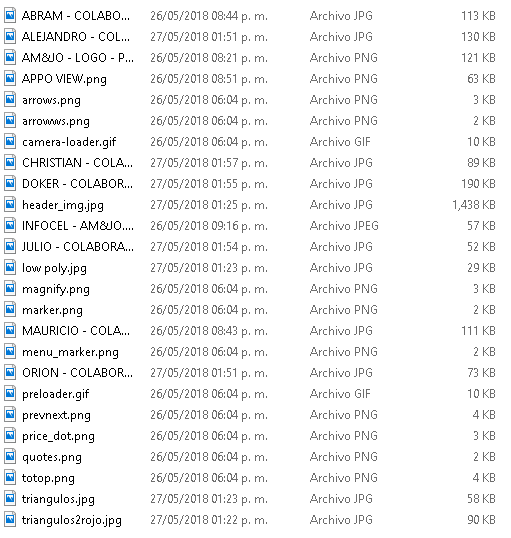 ABRAM - COLABO... 26/05/2018 08:44 p. m. Archivo JPG 113 KB
ALEJANDRO - COL... 27/05/2018 01:51 p. m. Archivo JPG 130 KB
AM&JO - LOGO - P... 26/05/2018 08:21 p. m. Archivo PNG 121 KB
APPO VIEW.png 26/05/2018 08:51 p. m. Archivo PNG 63 KB
arrows.png 26/05/2018 06:04 p. m. Archivo PNG 3 KB
arrowws.png 26/05/2018 06:04 p. m. Archivo PNG 2 KB
camera-loader.gif 26/05/2018 06:04 p. m. Archivo GIF 10 KB
CHRISTIAN - COLA... 27/05/2018 01:57 p. m. Archivo JPG 89 KB
DOKER - COLABOR... 27/05/2018 01:55 p. m. Archivo JPG 190 KB
header_img.jpg 27/05/2018 01:25 p. m. Archivo JPG 1,438 KB
INFOCEL - AM&JO.... 26/05/2018 09:16 p. m. Archivo JPEG 57 KB
JULIO - COLABORA... 27/05/2018 01:54 p. m. Archivo JPG 52 KB
low poly.jpg 27/05/2018 01:23 p. m. Archivo JPG 29 KB
magnify.png 26/05/2018 06:04 p. m. Archivo PNG 3 KB
marker.png 26/05/2018 06:04 p. m. Archivo PNG 2 KB
MAURICIO - COLA... 26/05/2018 08:43 p. m. Archivo JPG 111 KB
menu_marker.png 26/05/2018 06:04 p. m. Archivo PNG 2 KB
ORION - COLABOR... 27/05/2018 01:51 p. m. Archivo JPG 73 KB
preloader.gif 26/05/2018 06:04 p. m. Archivo GIF 10 KB
prevnext.png 26/05/2018 06:04 p. m. Archivo PNG 4 KB
price_dot.png 26/05/2018 06:04 p. m. Archivo PNG 3 KB
quotes.png 26/05/2018 06:04 p. m. Archivo PNG 2 KB
totop.png 26/05/2018 06:04 p. m. Archivo PNG 4 KB
triangulos.jpg 27/05/2018 01:23 p. m. Archivo JPG 58 KB
triangulos2rojo.jpg 27/05/2018 01:22 p. m. Archivo JPG 90 KB